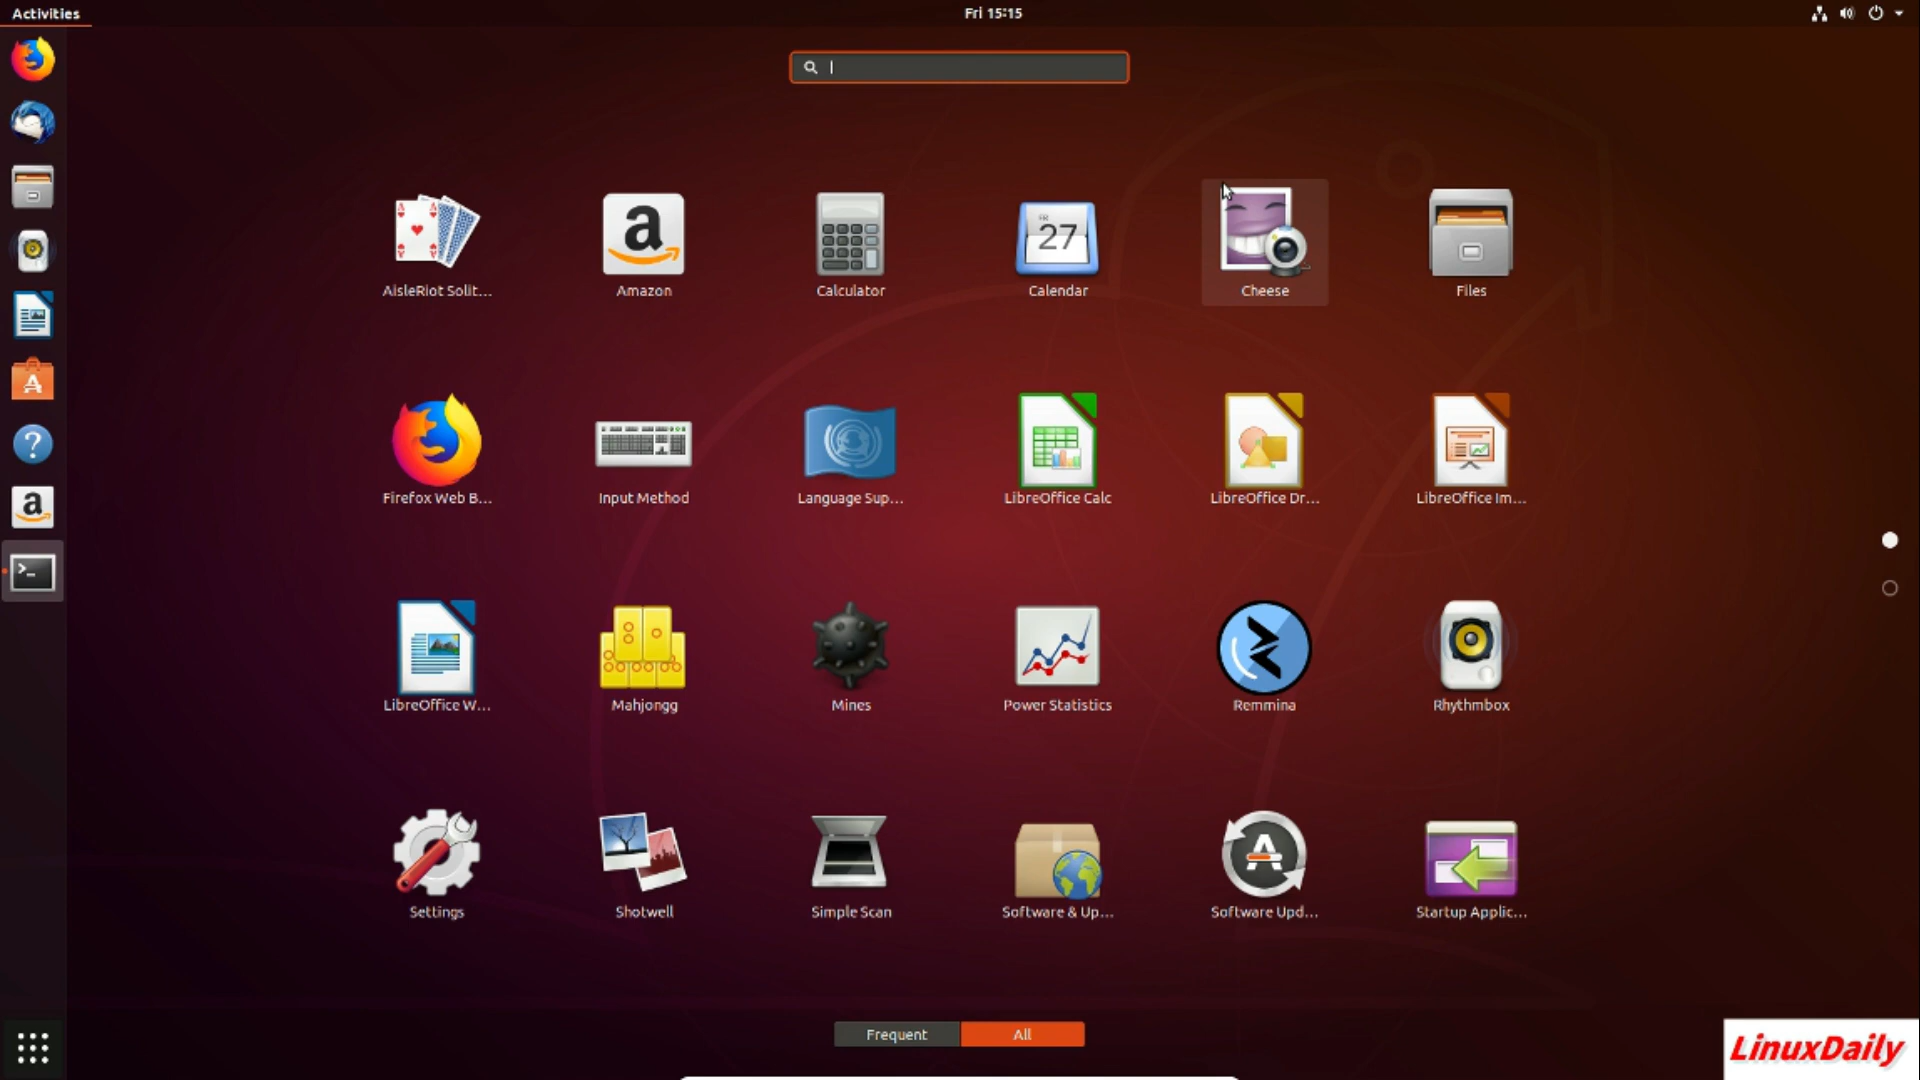 Activities
Fri 15:15
AisleRiot Solit...
Amazon
Calculator
FR
27
Calendar
Cheese
Files
Firefox Web B...
Input Method
Language Sup...
LibreOffice Calc
LibreOffice Dr...
LibreOffice Im...
LibreOffice W...
Mahjongg
Mines
Power Statistics
Remmina
Rhythmbox
Settings
Shotwell
Simple Scan
Software & Up...
Software Upd...
Startup Applic...
Frequent
All
LinuxDaily